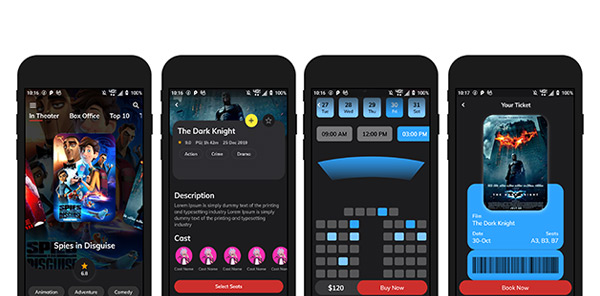 10:16
100%
In Theater Box Office Top 10
SPIES IN
DISGUISE
Spies in Disguise
6.8
Animation Adventure Comedy
10:16
100%
The Dark Knight
9.0 PG| 1h 42m 25 Dec 2019
Action Crime Drama
Description
Lorem Ipsum is simply dummy text of the printing
and typesetting industry is simply dummy text of
the printing and typesetting industry Lorem Ipsum
Cast
Cast Name Cast Name Cast Name Cast Name Cast Name
Select Seats
10:16
100%
27 28 29 30 31
Tue Wed Thu Fri Sat
09:00 AM 12:00 PM 03:00 PM
$120 Buy Now
10:17
100%
Your Ticket
Film
The Dark Knight
Date Seats
30-Oct A3, B3, B7
Book Now